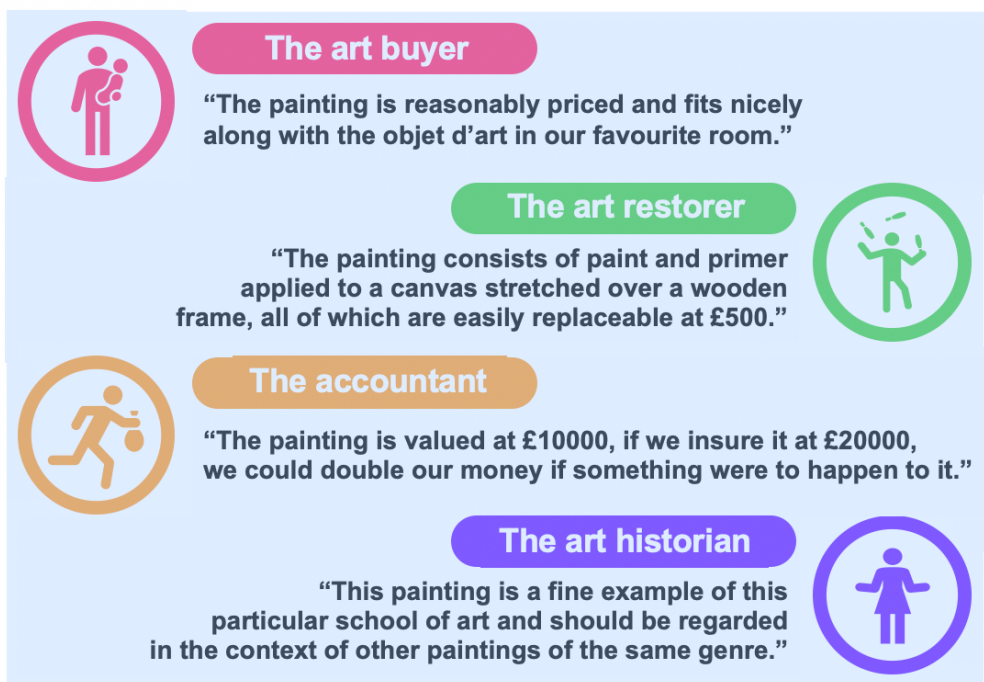 The art buyer
“The painting is reasonably priced and fits nicely
along with the objet d’art in our favourite room.”
The art restorer
“The painting consists of paint and primer
applied to a canvas stretched over a wooden
frame, all of which are easily replaceable at £500.”
The accountant
“The painting is valued at £10000, if we insure it at £20000,
we could double our money if something were to happen to it.”
The art historian
“This painting is a fine example of this
particular school of art and should be regarded
in the context of other paintings of the same genre.”